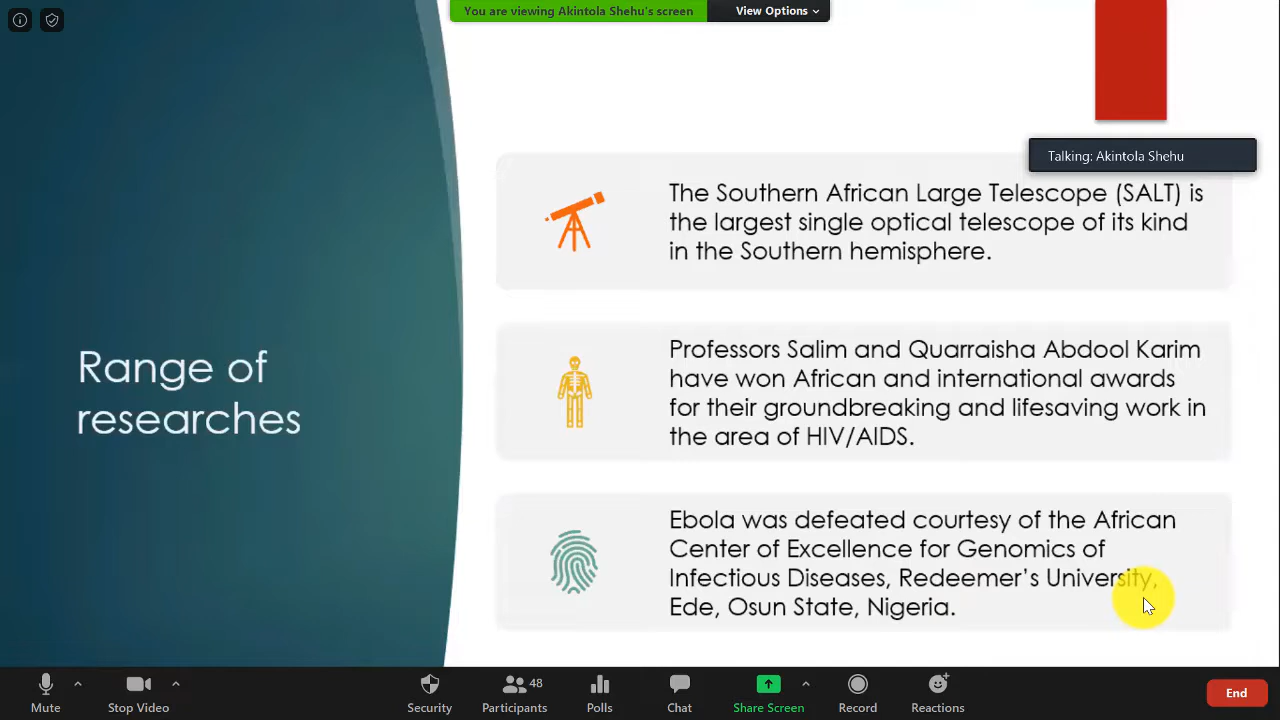 You are viewing Akintola Shehu's screen
View Options
Talking: Akintola Shehu
The Southern African Large Telescope (SALT) is
the largest single optical telescope of its kind
in the Southern hemisphere.
Range of
researches
Professors Salim and Quarraisha Abdool Karim
have won African and international awards
for their groundbreaking and lifesaving work in
the area of HIV/AIDS.
Ebola was defeated courtesy of the African
Center of Excellence for Genomics of
Infectious Diseases, Redeemer’s University,
Ede, Osun State, Nigeria.
48
Mute
Stop Video
Security
Participants
Polls
Chat
Share Screen
Record
Reactions
End